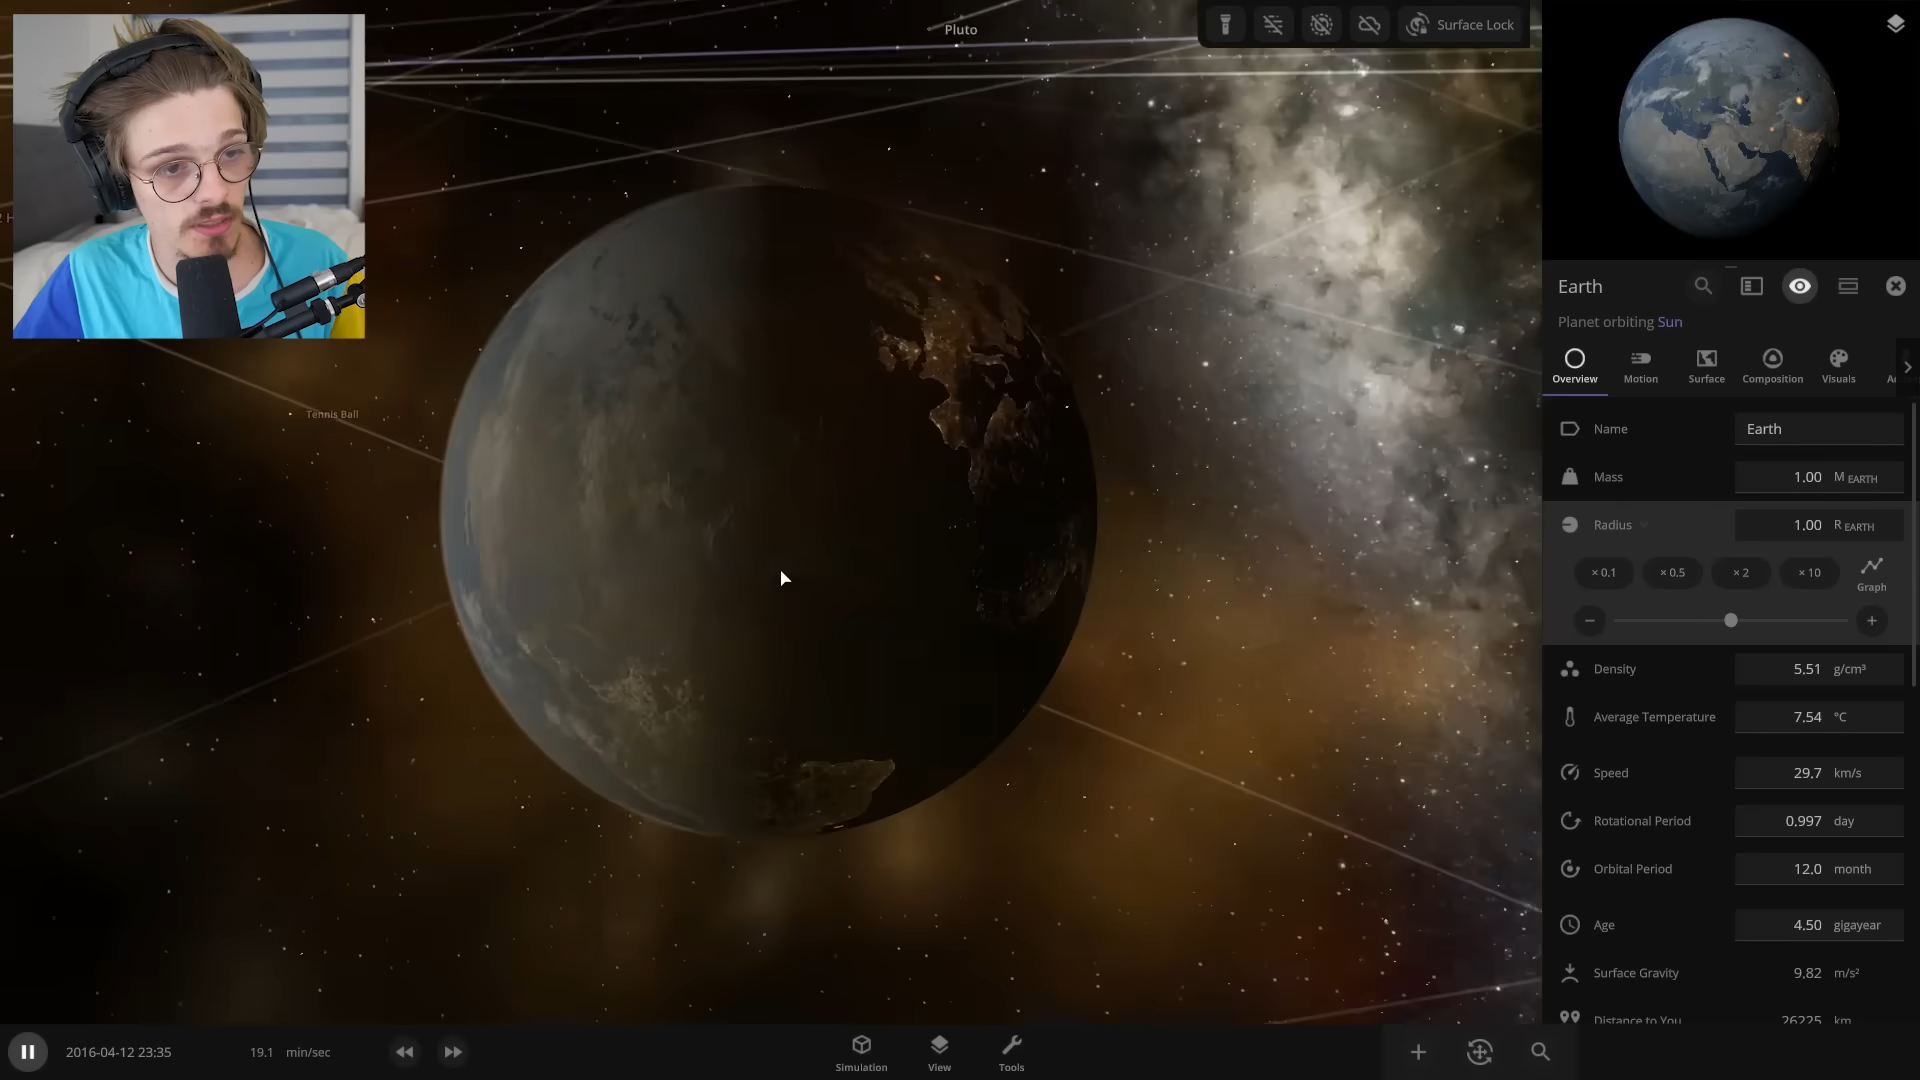 Pluto
Surface Lock
Tennis Ball
Earth
Planet orbiting Sun
Overview
Motion
Surface
Composition
Visuals
Name Earth
Mass 1.00 M EARTH
Radius 1.00 R EARTH
× 0.1 × 0.5 × 2 × 10 Graph
Density 5.51 g/cm³
Average Temperature 7.54 °C
Speed 29.7 km/s
Rotational Period 0.997 day
Orbital Period 12.0 month
Age 4.50 gigayear
Surface Gravity 9.82 m/s²
Distance to You 26225 km
2016-04-12 23:35 19.1 min/sec
Simulation
View
Tools